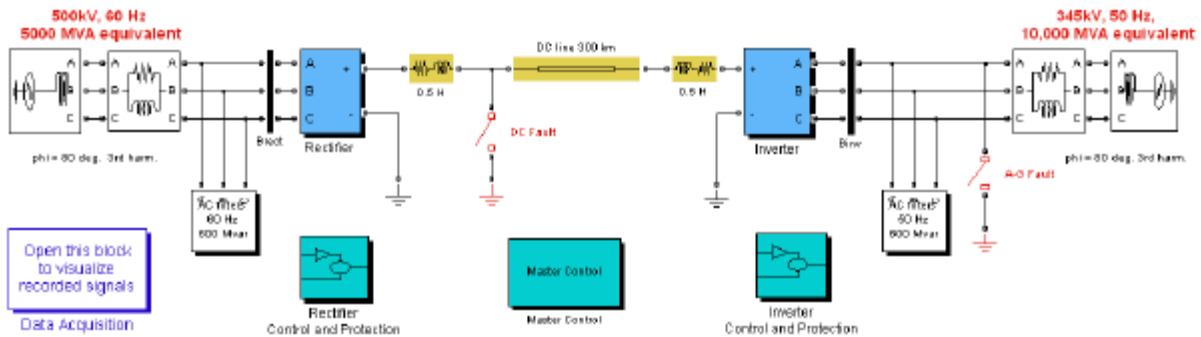 500kV, 60 Hz
5000 MVA equivalent
345kV, 50 Hz,
10,000 MVA equivalent
DC line 300 km
A
B
C
A
B
C
A
B
C
+
-
+
-
A
B
C
A
B
C
A
B
C
0.5 H
0.5 H
DC Fault
Brect
Rectifier
Inverter
Binv
phi = 80 deg. 3rd harm.
phi = 80 deg. 3rd harm.
A-G Fault
60 Hz
600 Mvar
50 Hz
600 Mvar
Open this block
to visualize
recorded signals
Data Acquisition
Rectifier
Control and Protection
Master Control
Master Control
Inverter
Control and Protection